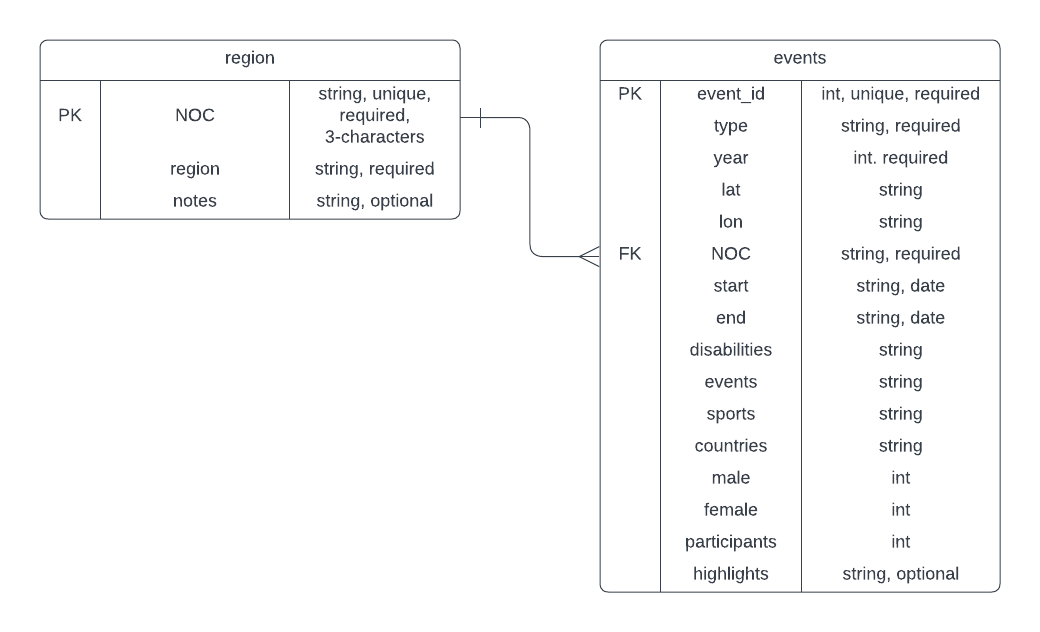 region
PK
NOC
string, unique,
required,
3-characters
region
string, required
notes
string, optional
events
PK
event_id
int, unique, required
type
string, required
year
int. required
lat
string
lon
string
FK
NOC
string, required
start
string, date
end
string, date
disabilities
string
events
string
sports
string
countries
string
male
int
female
int
participants
int
highlights
string, optional